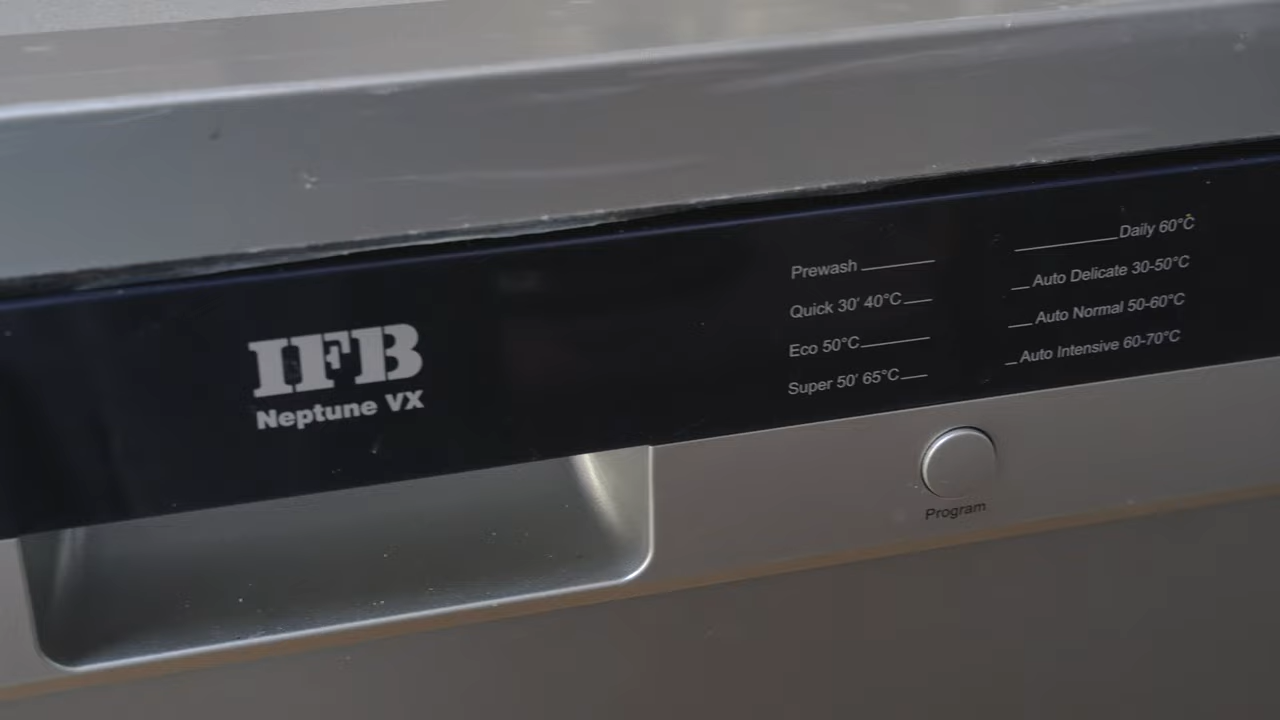 IFB
Neptune VX
Prewash
Quick 30' 40°C
Eco 50°C
Super 50' 65°C
Daily 60°C
Auto Delicate 30-50°C
Auto Normal 50-60°C
Auto Intensive 60-70°C
Program